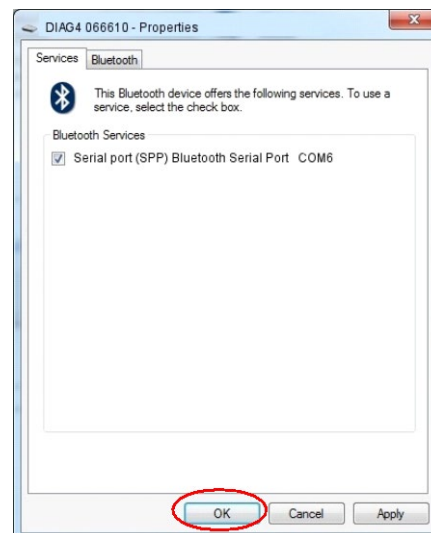 DIAG4 066610 - Properties
Services Bluetooth
This Bluetooth device offers the following services. To use a
service, select the check box.
Bluetooth Services
Serial port (SPP) Bluetooth Serial Port COM6
OK Cancel Apply